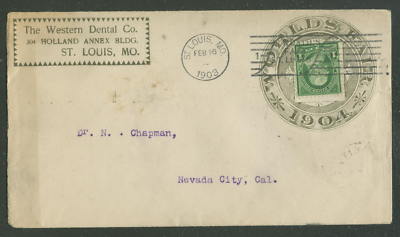 The Western Dental Co.
304 HOLLAND ANNEX BLDG.
ST. LOUIS, MO.
ST. LOUIS, MO.
FEB 16
1903
WORLD'S FAIR
1904
Dr. N. Chapman,
Nevada City, Cal.